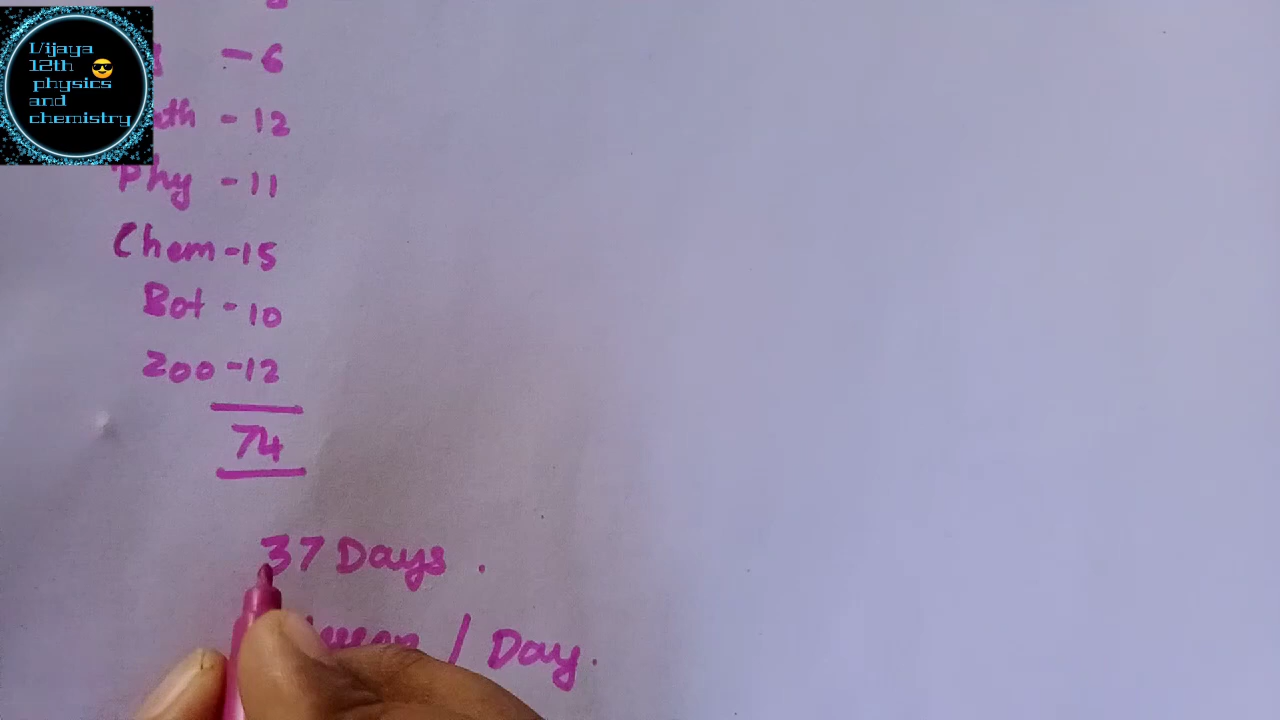 Vijaya
12th 😎
physics
and
chemistry
- 6
th - 12
Phy - 11
Chem - 15
Bot - 10
Zoo - 12
74
37 Days .
/ Day.